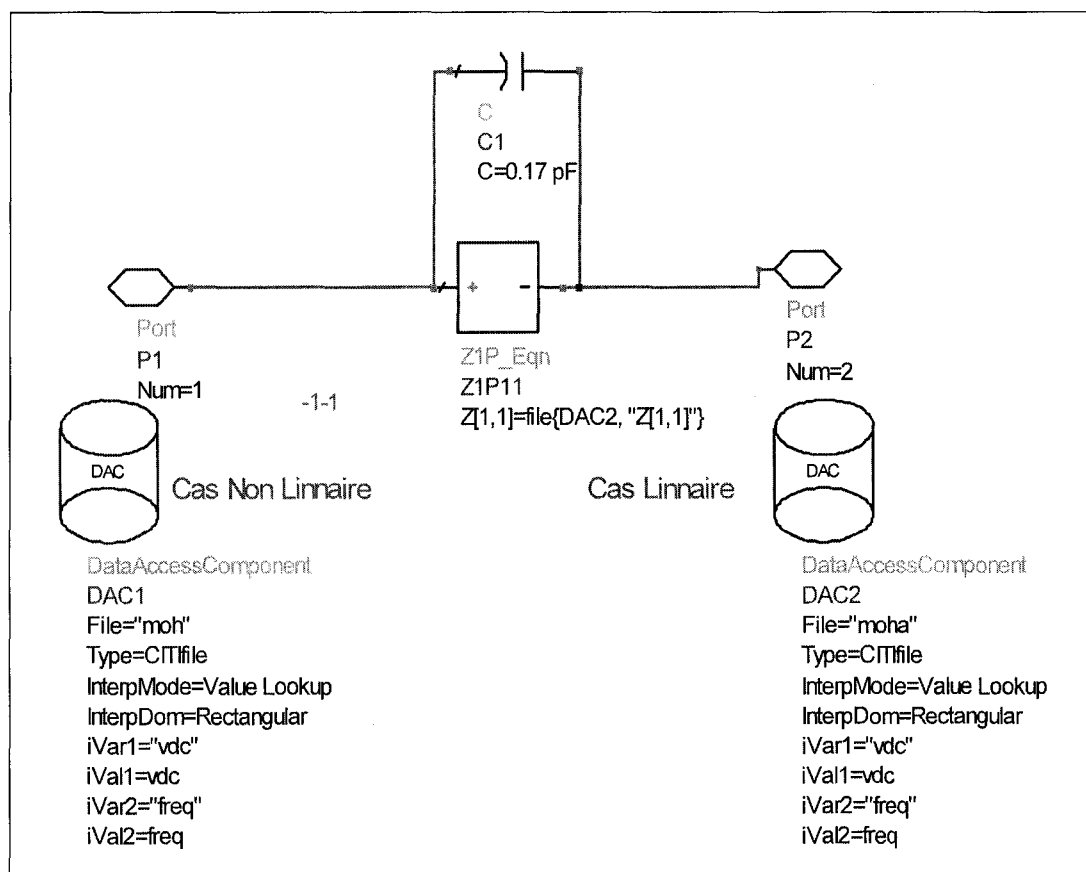 C
C1
C=0.17 pF
+ -
Port
P1
Num=1
-1-1
Z1P_Eqn
Z1P11
Z[1,1]=file{DAC2, "Z[1,1]"}
Port
P2
Num=2
DAC
Cas Non Linnaire
DataAccessComponent
DAC1
File="moh"
Type=CITIfile
InterpMode=Value Lookup
InterpDom=Rectangular
iVar1="vdc"
iVal1=vdc
iVar2="freq"
iVal2=freq
Cas Linnaire
DAC
DataAccessComponent
DAC2
File="moha"
Type=CITIfile
InterpMode=Value Lookup
InterpDom=Rectangular
iVar1="vdc"
iVal1=vdc
iVar2="freq"
iVal2=freq